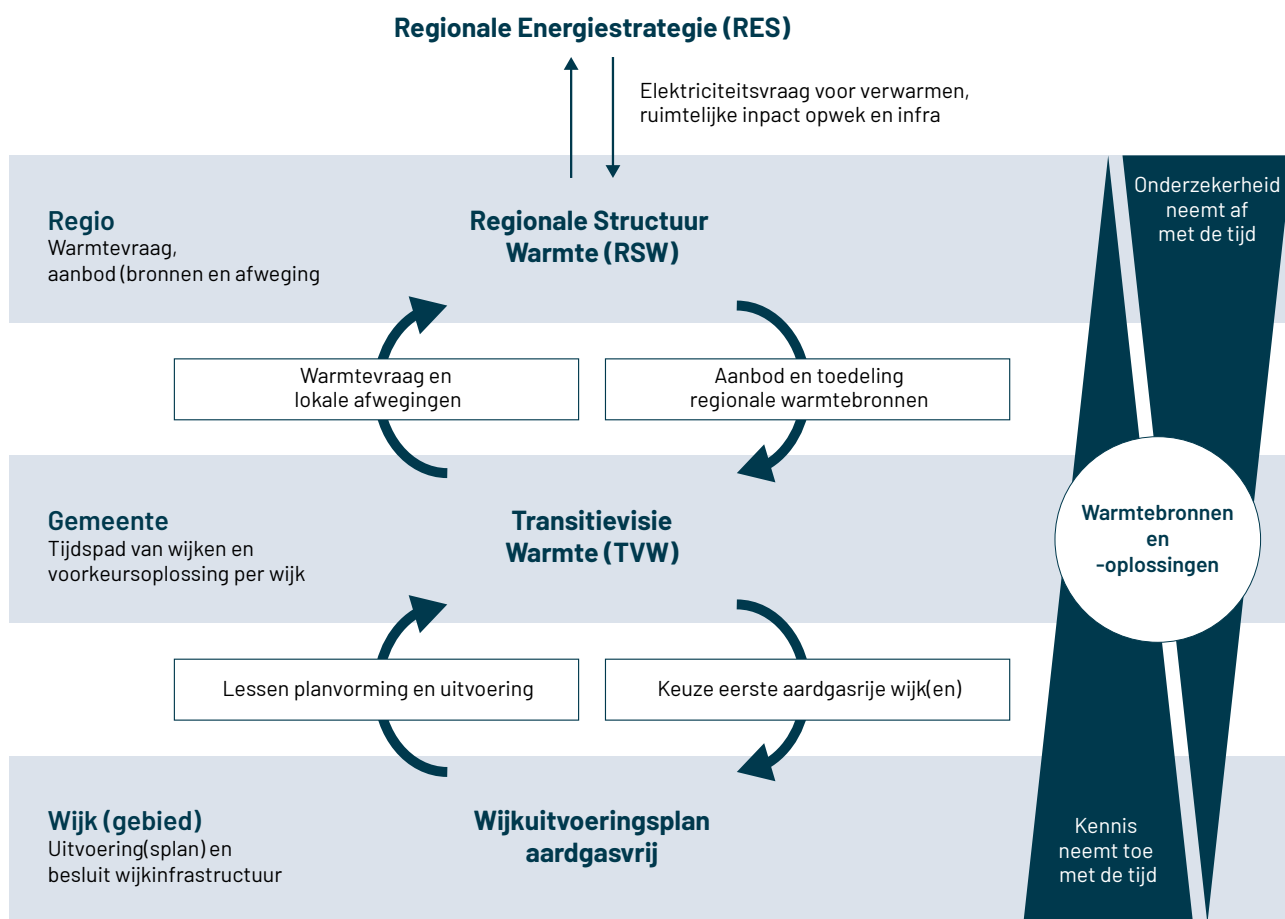 Regionale Energiestrategie (RES)
Elektriciteitsvraag voor verwarmen,
ruimtelijke inpact opwek en infra
Regio
Warmtevraag,
aanbod (bronnen en afweging
Regionale Structuur
Warmte (RSW)
Onderzekerheid
neemt af
met de tijd
Warmtevraag en
lokale afwegingen
Aanbod en toedeling
regionale warmtebronnen
Gemeente
Tijdspad van wijken en
voorkeursoplossing per wijk
Transitievisie
Warmte (TVW)
Warmtebronnen
en
-oplossingen
Lessen planvorming en uitvoering
Keuze eerste aardgasrije wijk(en)
Wijk (gebied)
Uitvoering(splan) en
besluit wijkinfrastructuur
Wijkuitvoeringsplan
aardgasvrij
Kennis
neemt toe
met de tijd